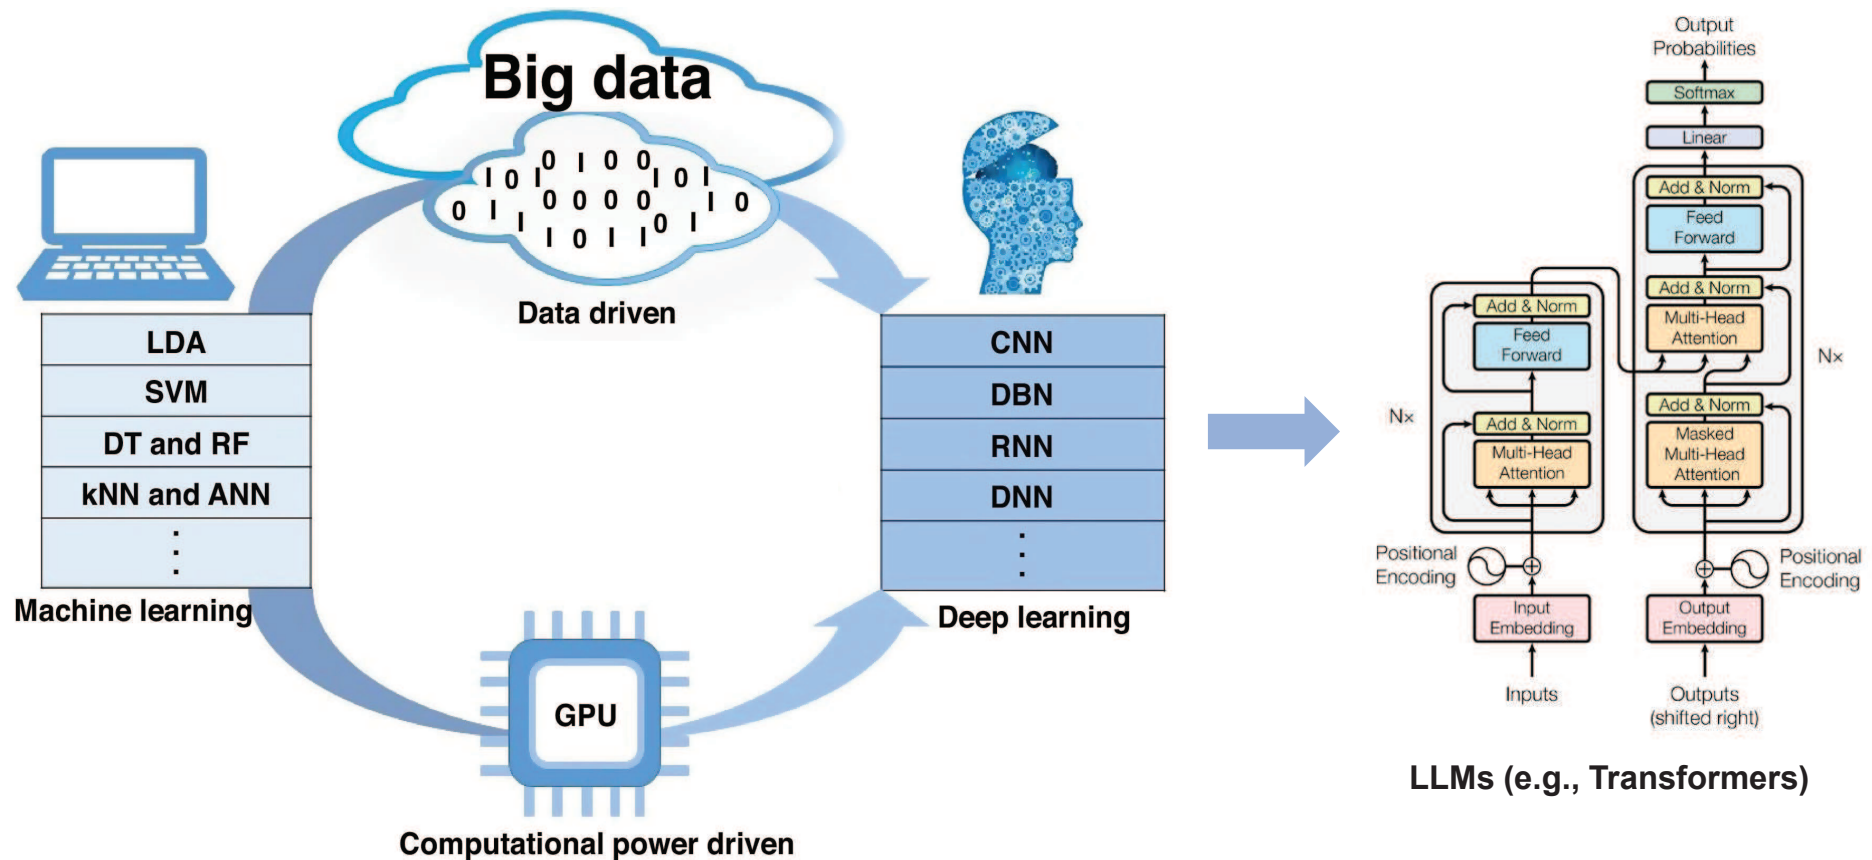 Big data
0 I 0 0
I 0 I I 0 I
0 0 0 0
0 I I I 0
I 0 I I 0 I
Data driven
LDA
SVM
DT and RF
kNN and ANN
Machine learning
GPU
Computational power driven
CNN
DBN
RNN
DNN
Deep learning
Output
Probabilities
Softmax
Linear
Add & Norm
Feed
Forward
Add & Norm
Multi-Head
Attention
Nx
Add & Norm
Masked
Multi-Head
Attention
Add & Norm
Feed
Forward
Nx
Add & Norm
Multi-Head
Attention
Positional
Encoding
Positional
Encoding
Input
Embedding
Output
Embedding
Inputs
Outputs
(shifted right)
LLMs (e.g., Transformers)